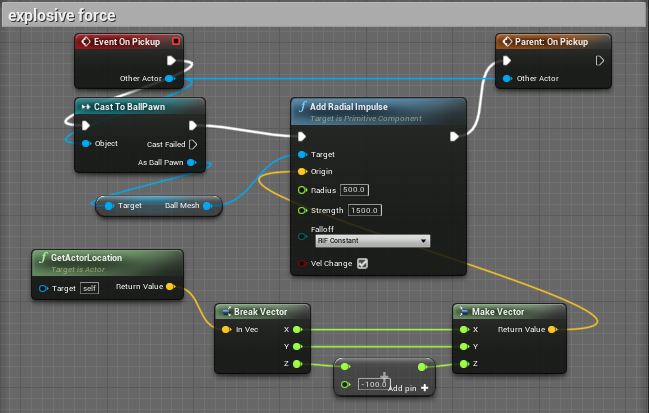 explosive force
Event On Pickup
Other Actor
Parent: On Pickup
Other Actor
Cast To BallPawn
Object
Cast Failed
As Ball Pawn
Add Radial Impulse
Target is Primitive Component
Target
Origin
Radius 500.0
Strength 1500.0
Falloff
RIF Constant
Vel Change
Target Ball Mesh
GetActorLocation
Target is Actor
Target self Return Value
Break Vector
In Vec X
Y
Z
-100.0
Add pin
Make Vector
X Return Value
Y
Z